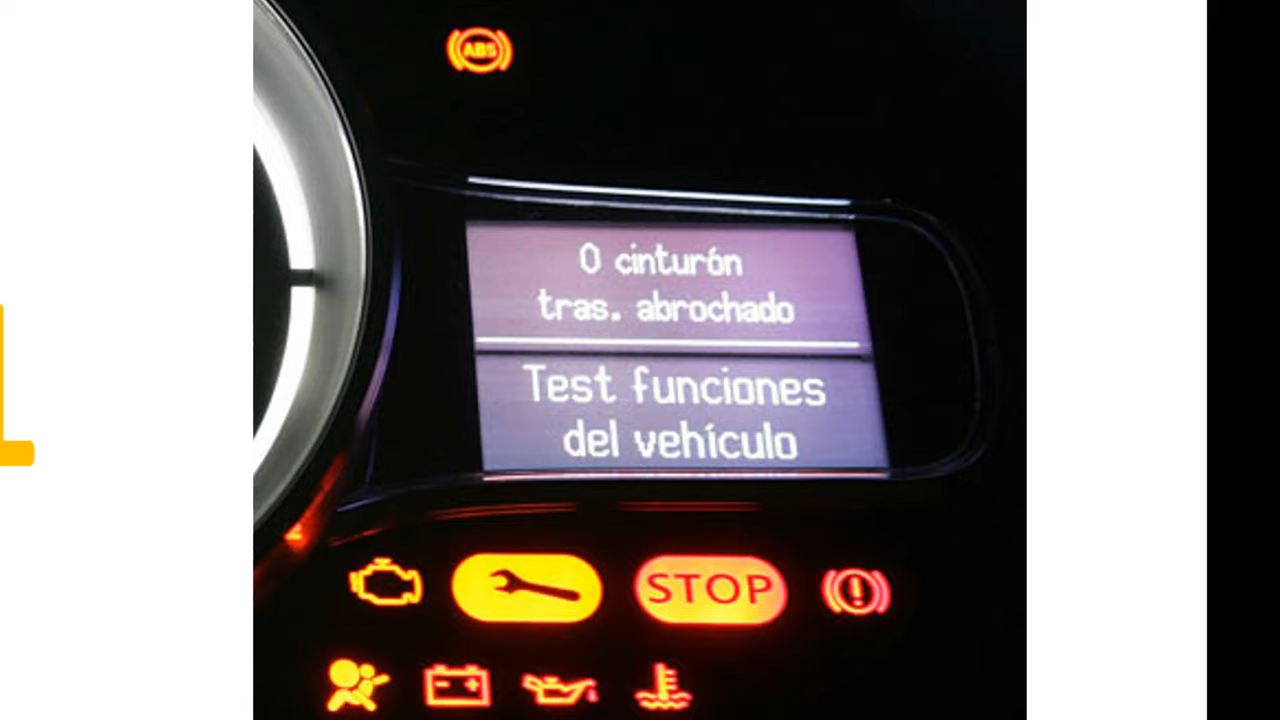 ABS
0 cinturón
tras. abrochado
Test funciones
del vehículo
STOP